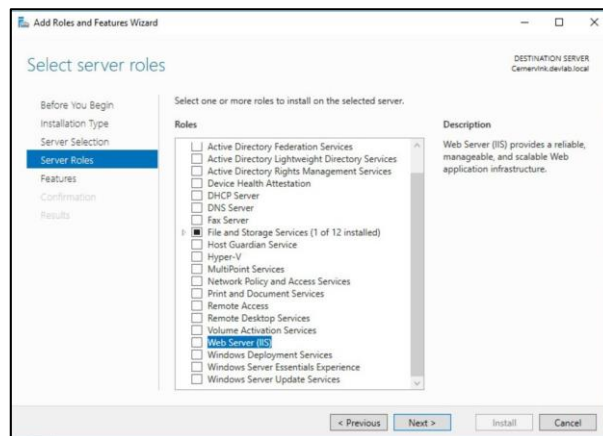 Add Roles and Features Wizard
Select server roles
DESTINATION SERVER
Cernervink.devlab.local
Before You Begin
Installation Type
Server Selection
Server Roles
Features
Confirmation
Results
Select one or more roles to install on the selected server.
Roles
Active Directory Federation Services
Active Directory Lightweight Directory Services
Active Directory Rights Management Services
Device Health Attestation
DHCP Server
DNS Server
Fax Server
File and Storage Services (1 of 12 installed)
Host Guardian Service
Hyper-V
MultiPoint Services
Network Policy and Access Services
Print and Document Services
Remote Access
Remote Desktop Services
Volume Activation Services
Web Server (IIS)
Windows Deployment Services
Windows Server Essentials Experience
Windows Server Update Services
Description
Web Server (IIS) provides a reliable,
manageable, and scalable Web
application infrastructure.
< Previous
Next >
Install
Cancel